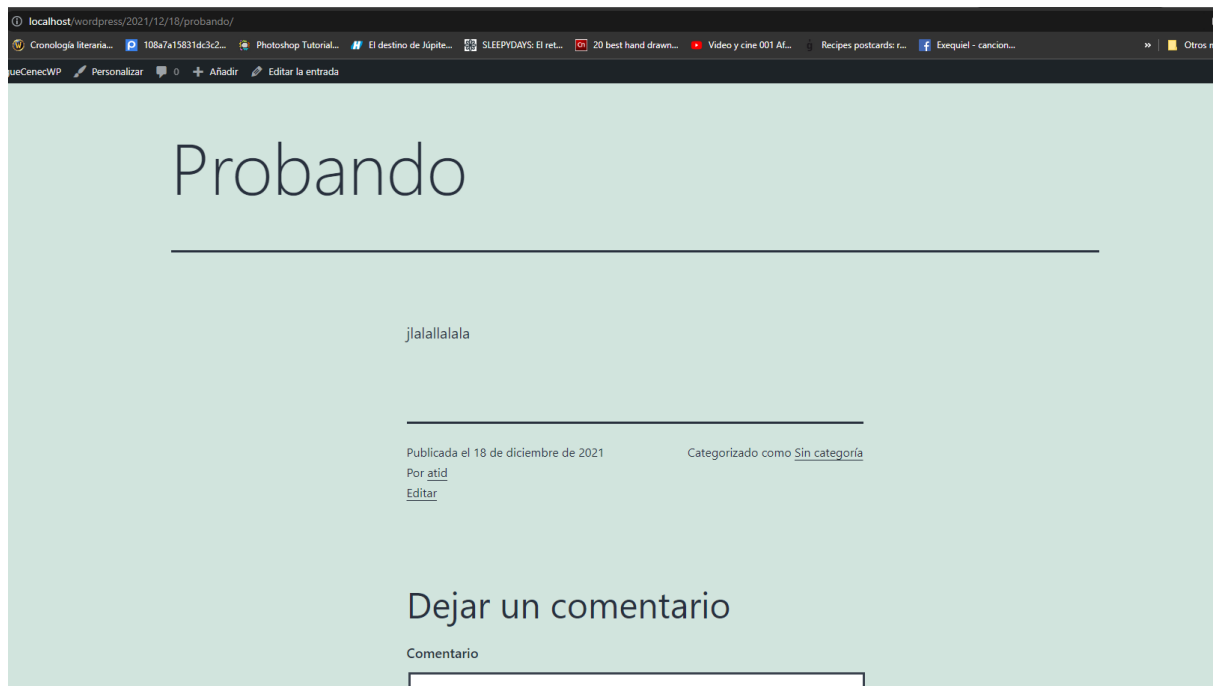 localhost/wordpress/2021/12/18/probando/
Cronología literaria... 108a7a15831dc3c2... Photoshop Tutorial... El destino de Júpite... SLEEPYDAYS: El ret... 20 best hand drawn... Video y cine 001 Af... Recipes postcards: r... Exequiel - cancion... » Otros m
ueCenecWP Personalizar 0 Añadir Editar la entrada
Probando
jlalallalala
Publicada el 18 de diciembre de 2021 Categorizado como Sin categoría
Por atid
Editar
Dejar un comentario
Comentario